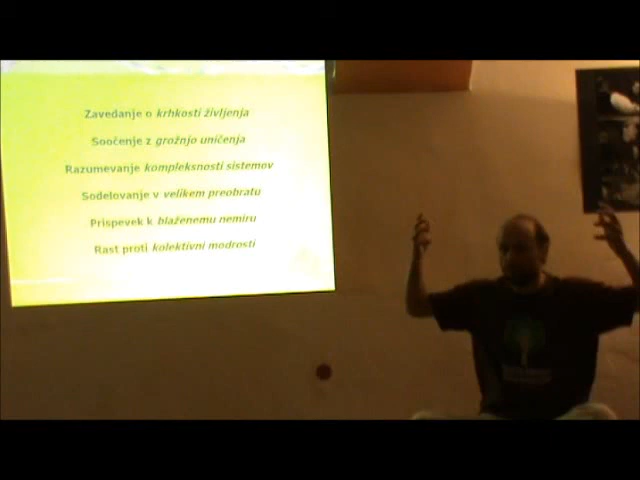 Zavedanje o krhkosti življenja
Soočenje z grožnjo uničenja
Razumevanje kompleksnosti sistemov
Sodelovanje v velikem preobratu
Prispevek k blaženemu nemiru
Rast proti kolektivni modrosti